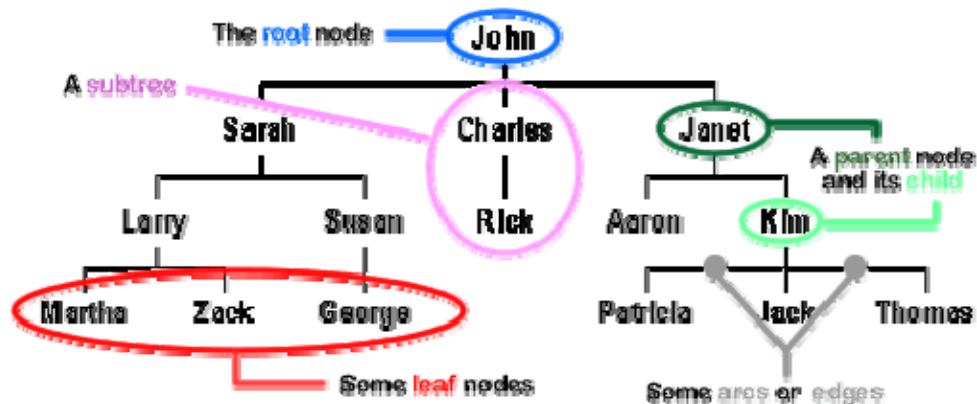 The root node
John
A subtree
Sarah
Charles
Janet
A parent node
and its child
Larry
Susan
Rick
Aaron
Kim
Martha
Zack
George
Patricia
Jack
Thomas
Some leaf nodes
Some arcs or edges